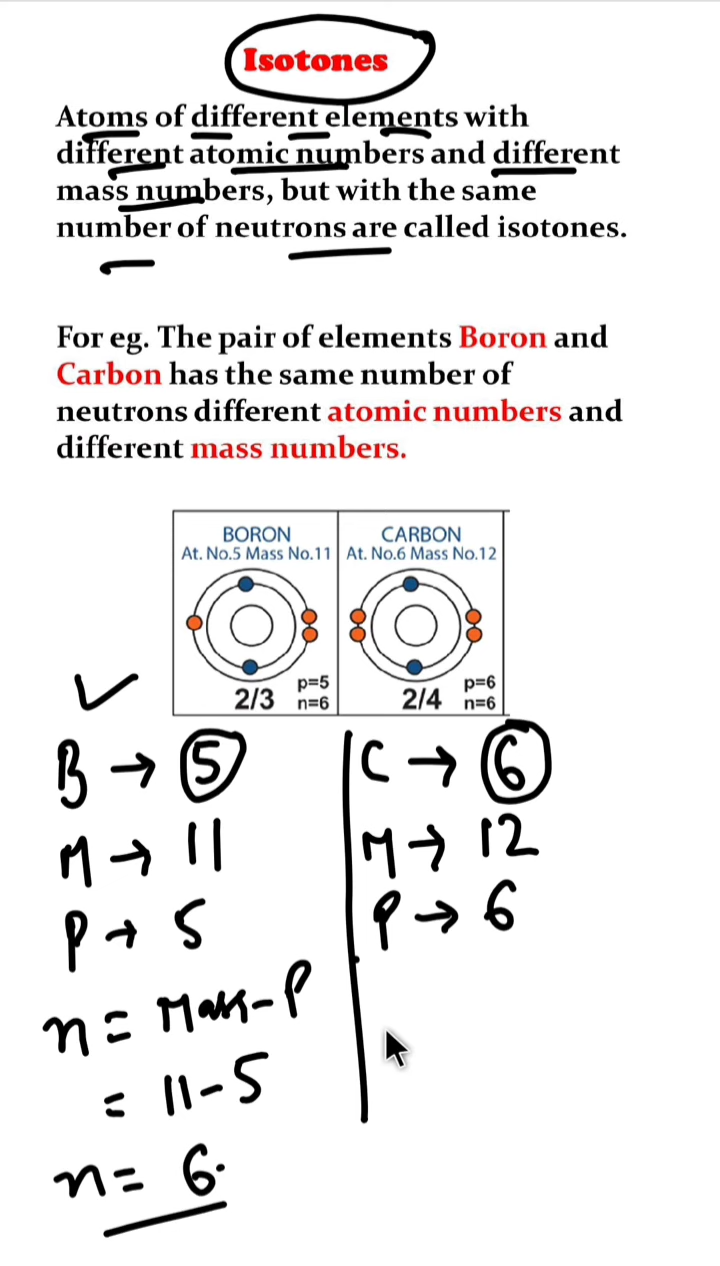 Isotones
Atoms of different elements with
different atomic numbers and different
mass numbers, but with the same
number of neutrons are called isotones.
For eg. The pair of elements Boron and
Carbon has the same number of
neutrons different atomic numbers and
different mass numbers.
BORON
At. No.5 Mass No.11
2/3
p=5
n=6
CARBON
At. No.6 Mass No.12
2/4
p=6
n=6
B → 5
M → 11
P → 5
n = Mass - P
= 11 - 5
n = 6.
C → 6
M → 12
P → 6